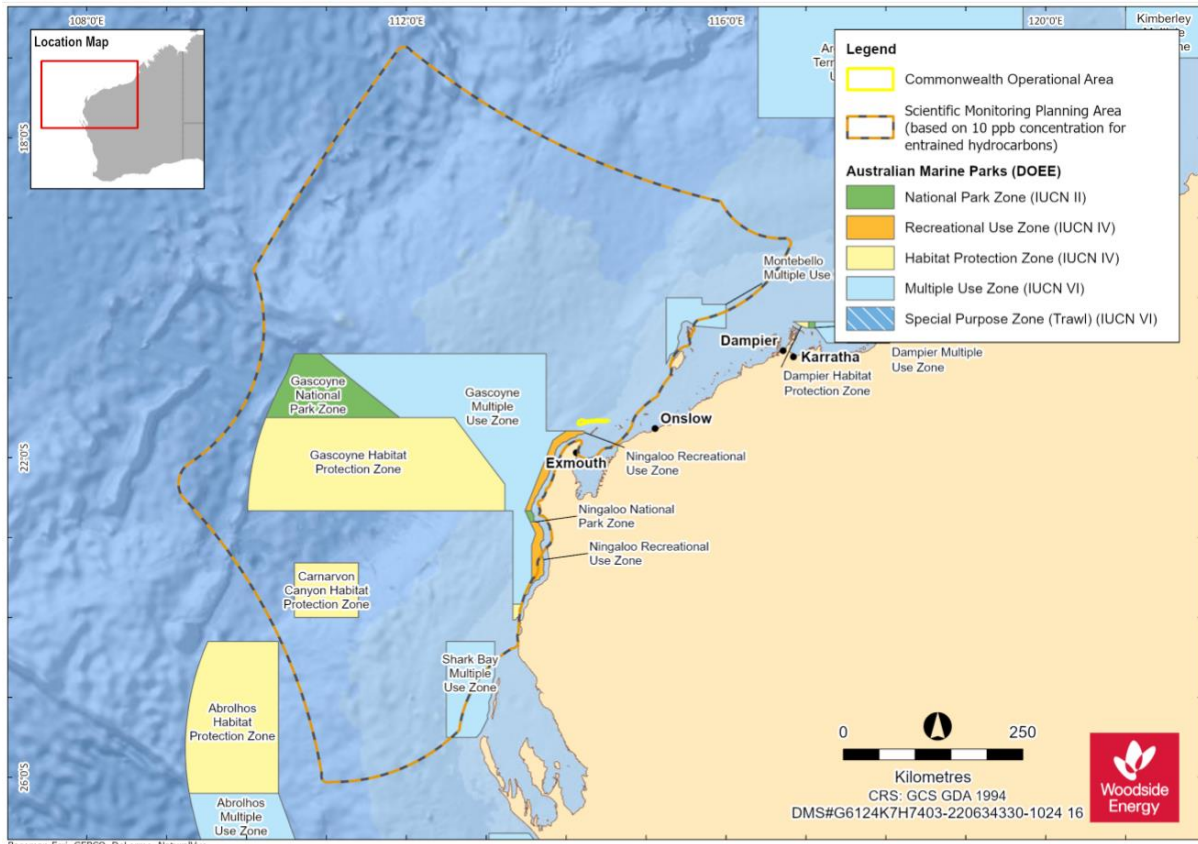 108°0'E
112°0'E
116°0'E
120°0'E
18°0'S
22°0'S
26°0'S
Location Map
Kimberley
Legend
Commonwealth Operational Area
Scientific Monitoring Planning Area
(based on 10 ppb concentration for
entrained hydrocarbons)
Australian Marine Parks (DOEE)
National Park Zone (IUCN II)
Recreational Use Zone (IUCN IV)
Habitat Protection Zone (IUCN IV)
Multiple Use Zone (IUCN VI)
Special Purpose Zone (Trawl) (IUCN VI)
Montebello
Multiple Use
Dampier
Karratha
Dampier Multiple
Use Zone
Dampier Habitat
Protection Zone
Gascoyne
National
Park Zone
Gascoyne
Multiple
Use Zone
Onslow
Gascoyne Habitat
Protection Zone
Exmouth
Ningaloo Recreational
Use Zone
Ningaloo National
Park Zone
Ningaloo Recreational
Use Zone
Carnarvon
Canyon Habitat
Protection Zone
Shark Bay
Multiple
Use Zone
Abrolhos
Habitat
Protection Zone
Abrolhos
Multiple
Use Zone
0 250
Kilometres
CRS: GCS GDA 1994
DMS#G6124K7H7403-220634330-1024 16
Woodside
Energy